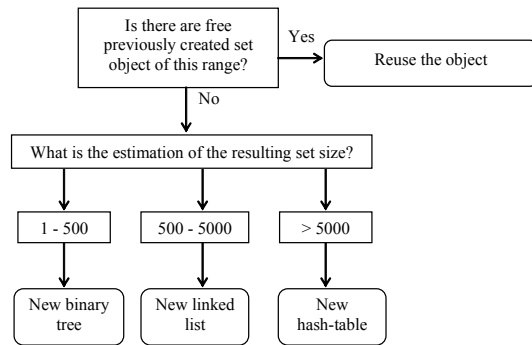 Is there are free
previously created set
object of this range?
Yes
Reuse the object
No
What is the estimation of the resulting set size?
1 - 500
500 - 5000
> 5000
New binary
tree
New linked
list
New
hash-table